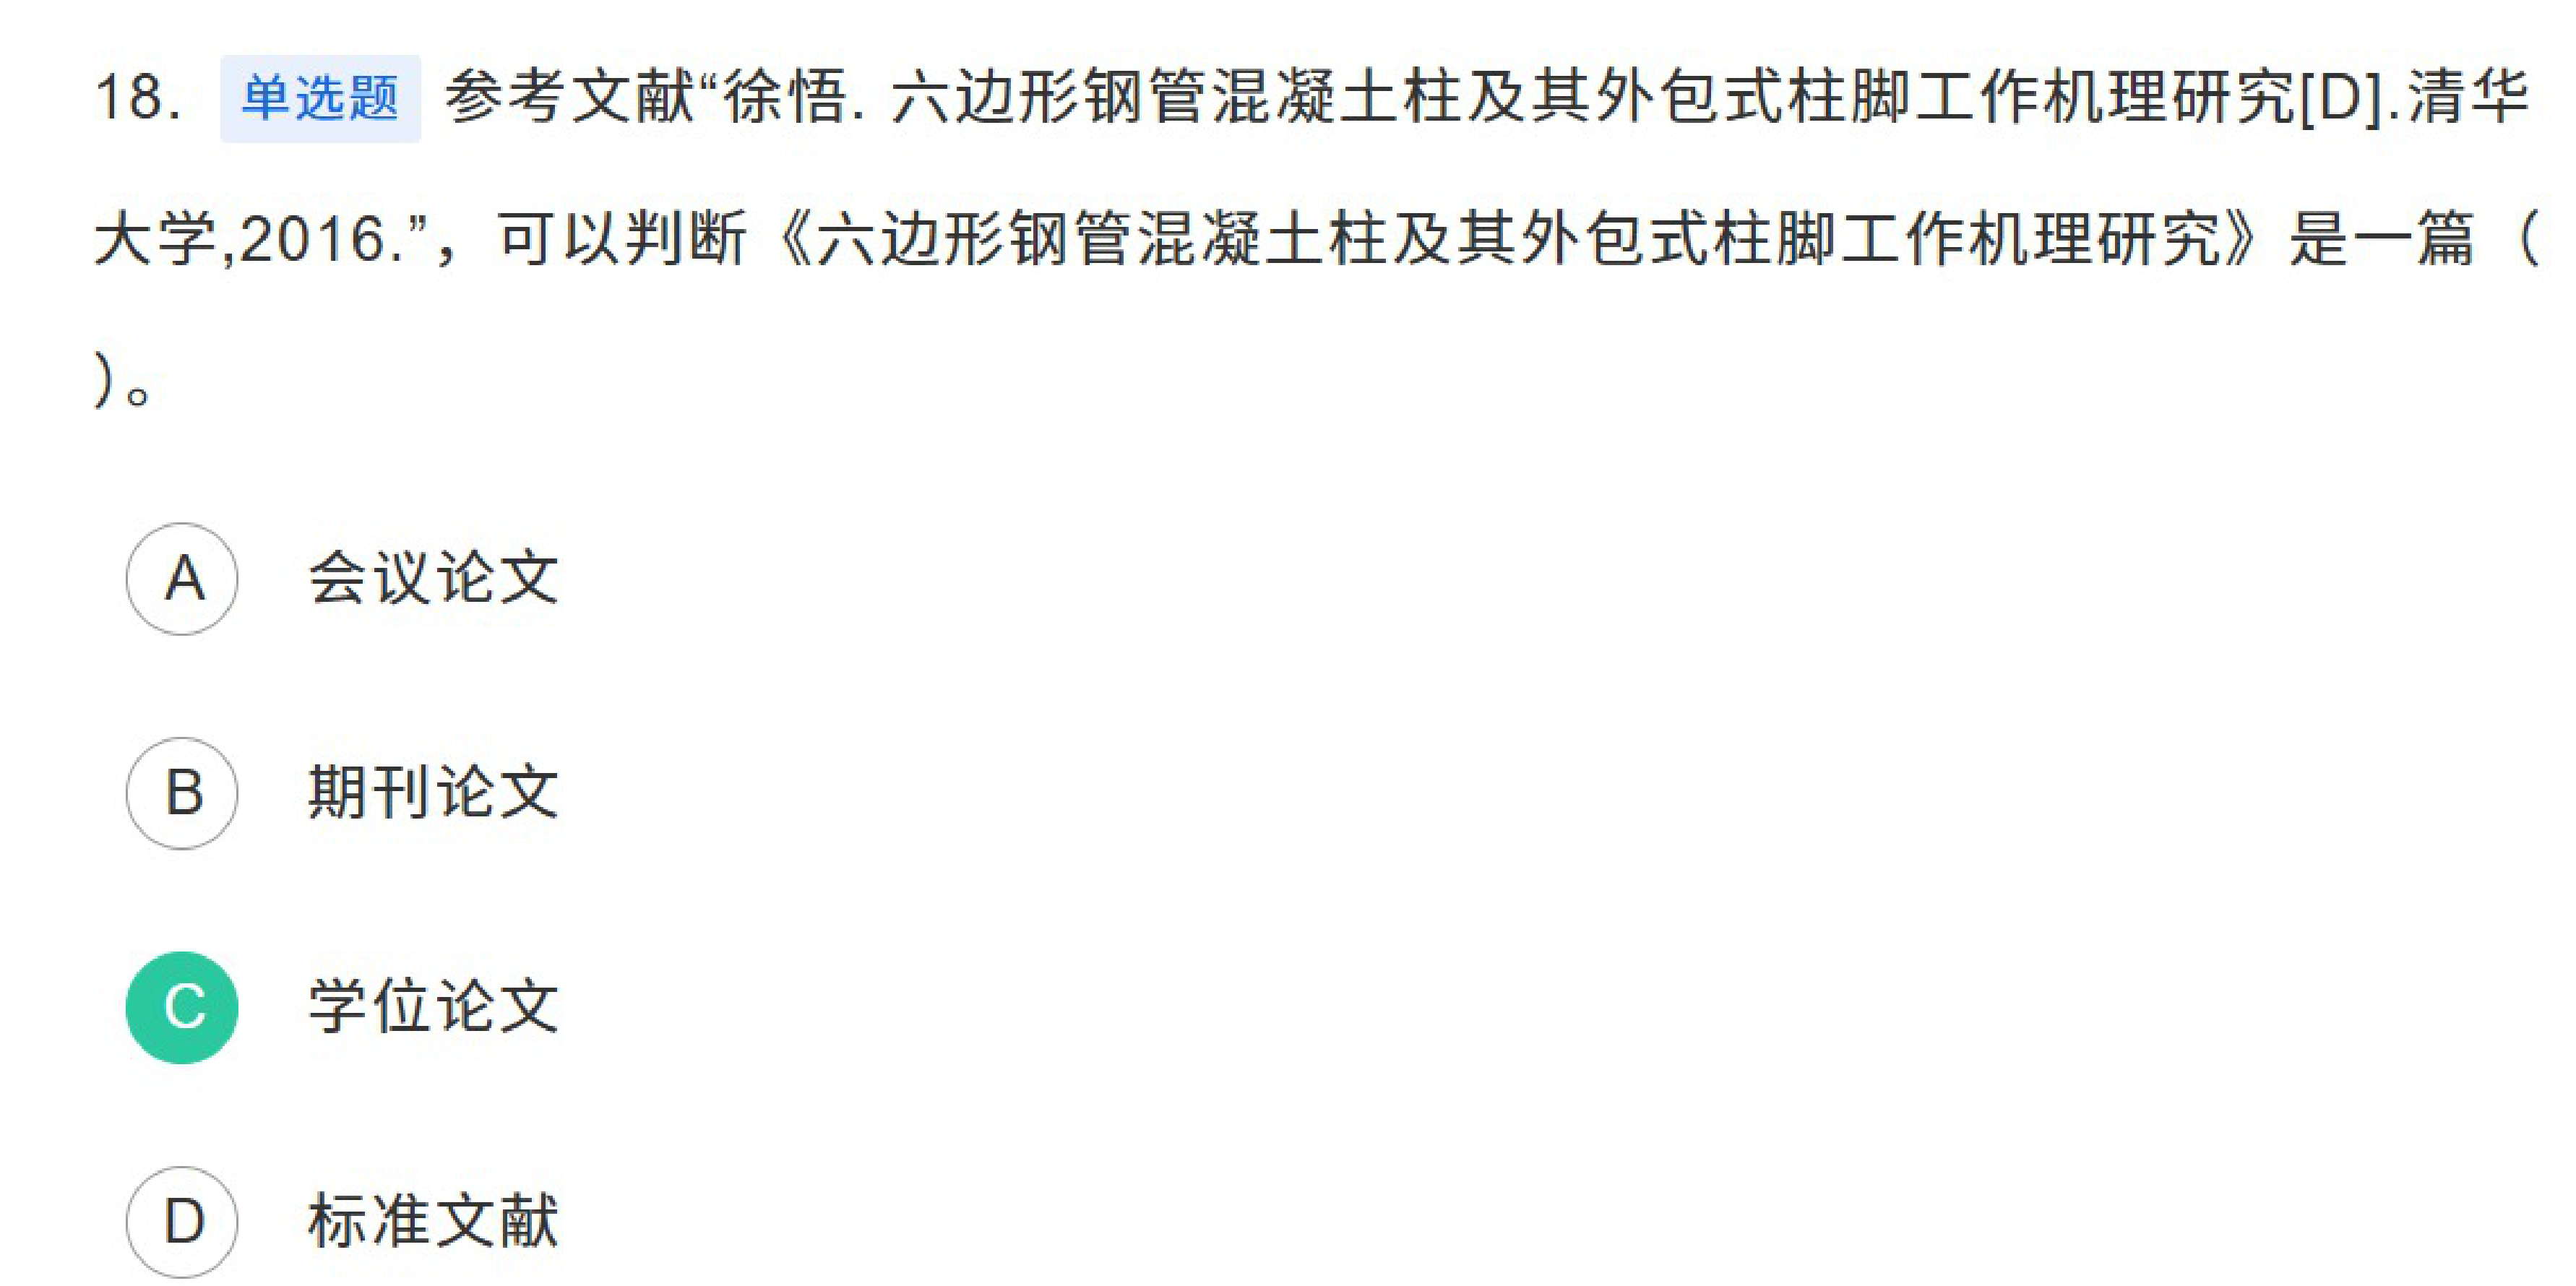 18. 单选题 参考文献“徐悟. 六边形钢管混凝土柱及其外包式柱脚工作机理研究[D].清华
大学,2016.”，可以判断《六边形钢管混凝土柱及其外包式柱脚工作机理研究》是一篇（
）。
A 会议论文
B 期刊论文
C 学位论文
D 标准文献